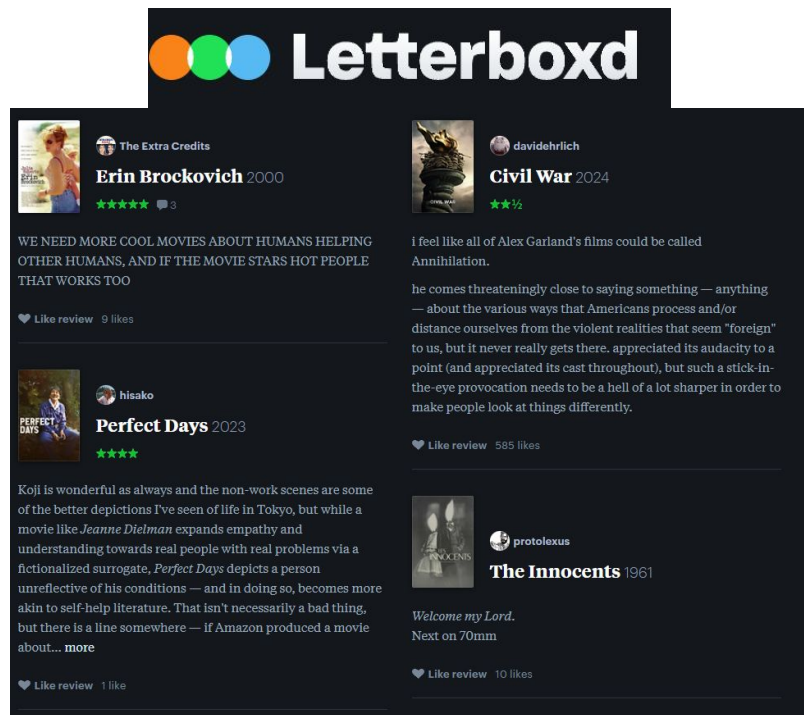 Letterboxd
The Extra Credits
Erin Brockovich 2000
★★★★★ 3
WE NEED MORE COOL MOVIES ABOUT HUMANS HELPING
OTHER HUMANS, AND IF THE MOVIE STARS HOT PEOPLE
THAT WORKS TOO
Like review 9 likes
PERFECT
DAYS
hisako
Perfect Days 2023
★★★★
Koji is wonderful as always and the non-work scenes are some
of the better depictions I've seen of life in Tokyo, but while a
movie like Jeanne Dielman expands empathy and
understanding towards real people with real problems via a
fictionalized surrogate, Perfect Days depicts a person
unreflective of his conditions — and in doing so, becomes more
akin to self-help literature. That isn't necessarily a bad thing,
but there is a line somewhere — if Amazon produced a movie
about... more
Like review 1 like
CIVIL WAR
davidehrlich
Civil War 2024
★★½
i feel like all of Alex Garland's films could be called
Annihilation.
he comes threateningly close to saying something — anything
— about the various ways that Americans process and/or
distance ourselves from the violent realities that seem "foreign"
to us, but it never really gets there. appreciated its audacity to a
point (and appreciated its cast throughout), but such a stick-in-
the-eye provocation needs to be a hell of a lot sharper in order to
make people look at things differently.
Like review 585 likes
INNOCENTS
protolexus
The Innocents 1961
Welcome my Lord.
Next on 70mm
Like review 10 likes